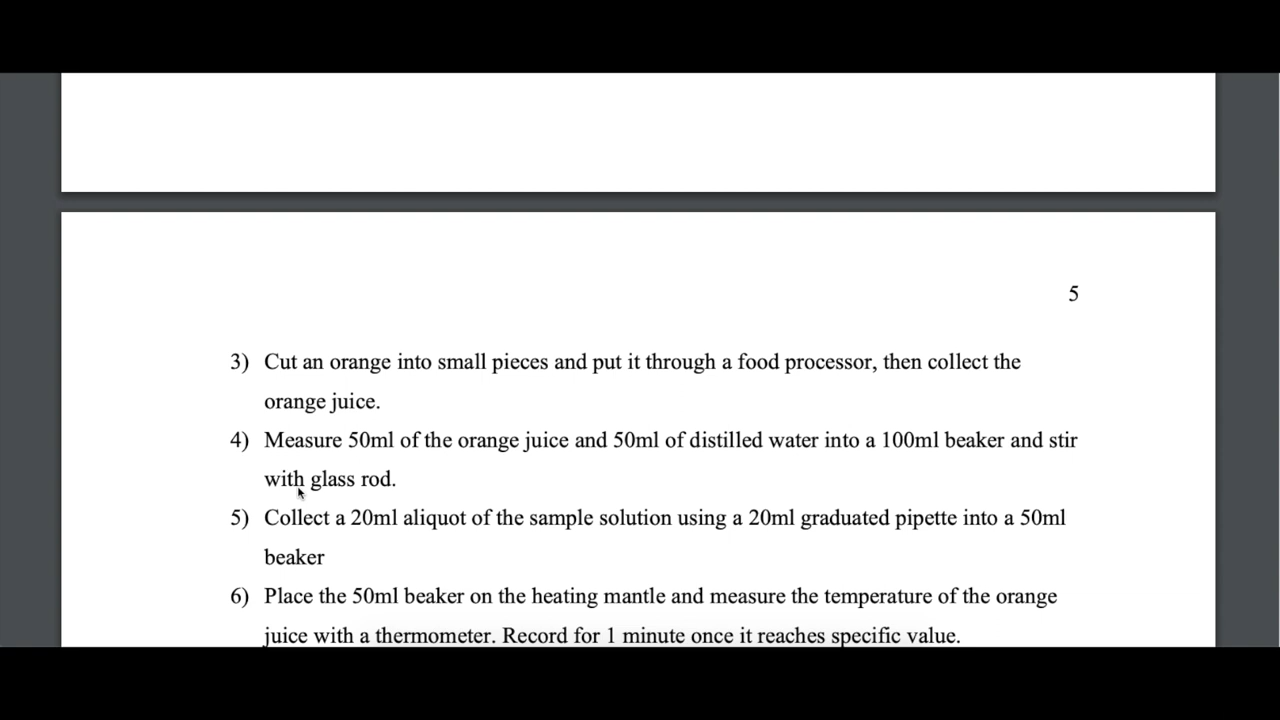 5
3) Cut an orange into small pieces and put it through a food processor, then collect the
orange juice.
4) Measure 50ml of the orange juice and 50ml of distilled water into a 100ml beaker and stir
with glass rod.
5) Collect a 20ml aliquot of the sample solution using a 20ml graduated pipette into a 50ml
beaker
6) Place the 50ml beaker on the heating mantle and measure the temperature of the orange
juice with a thermometer. Record for 1 minute once it reaches specific value.